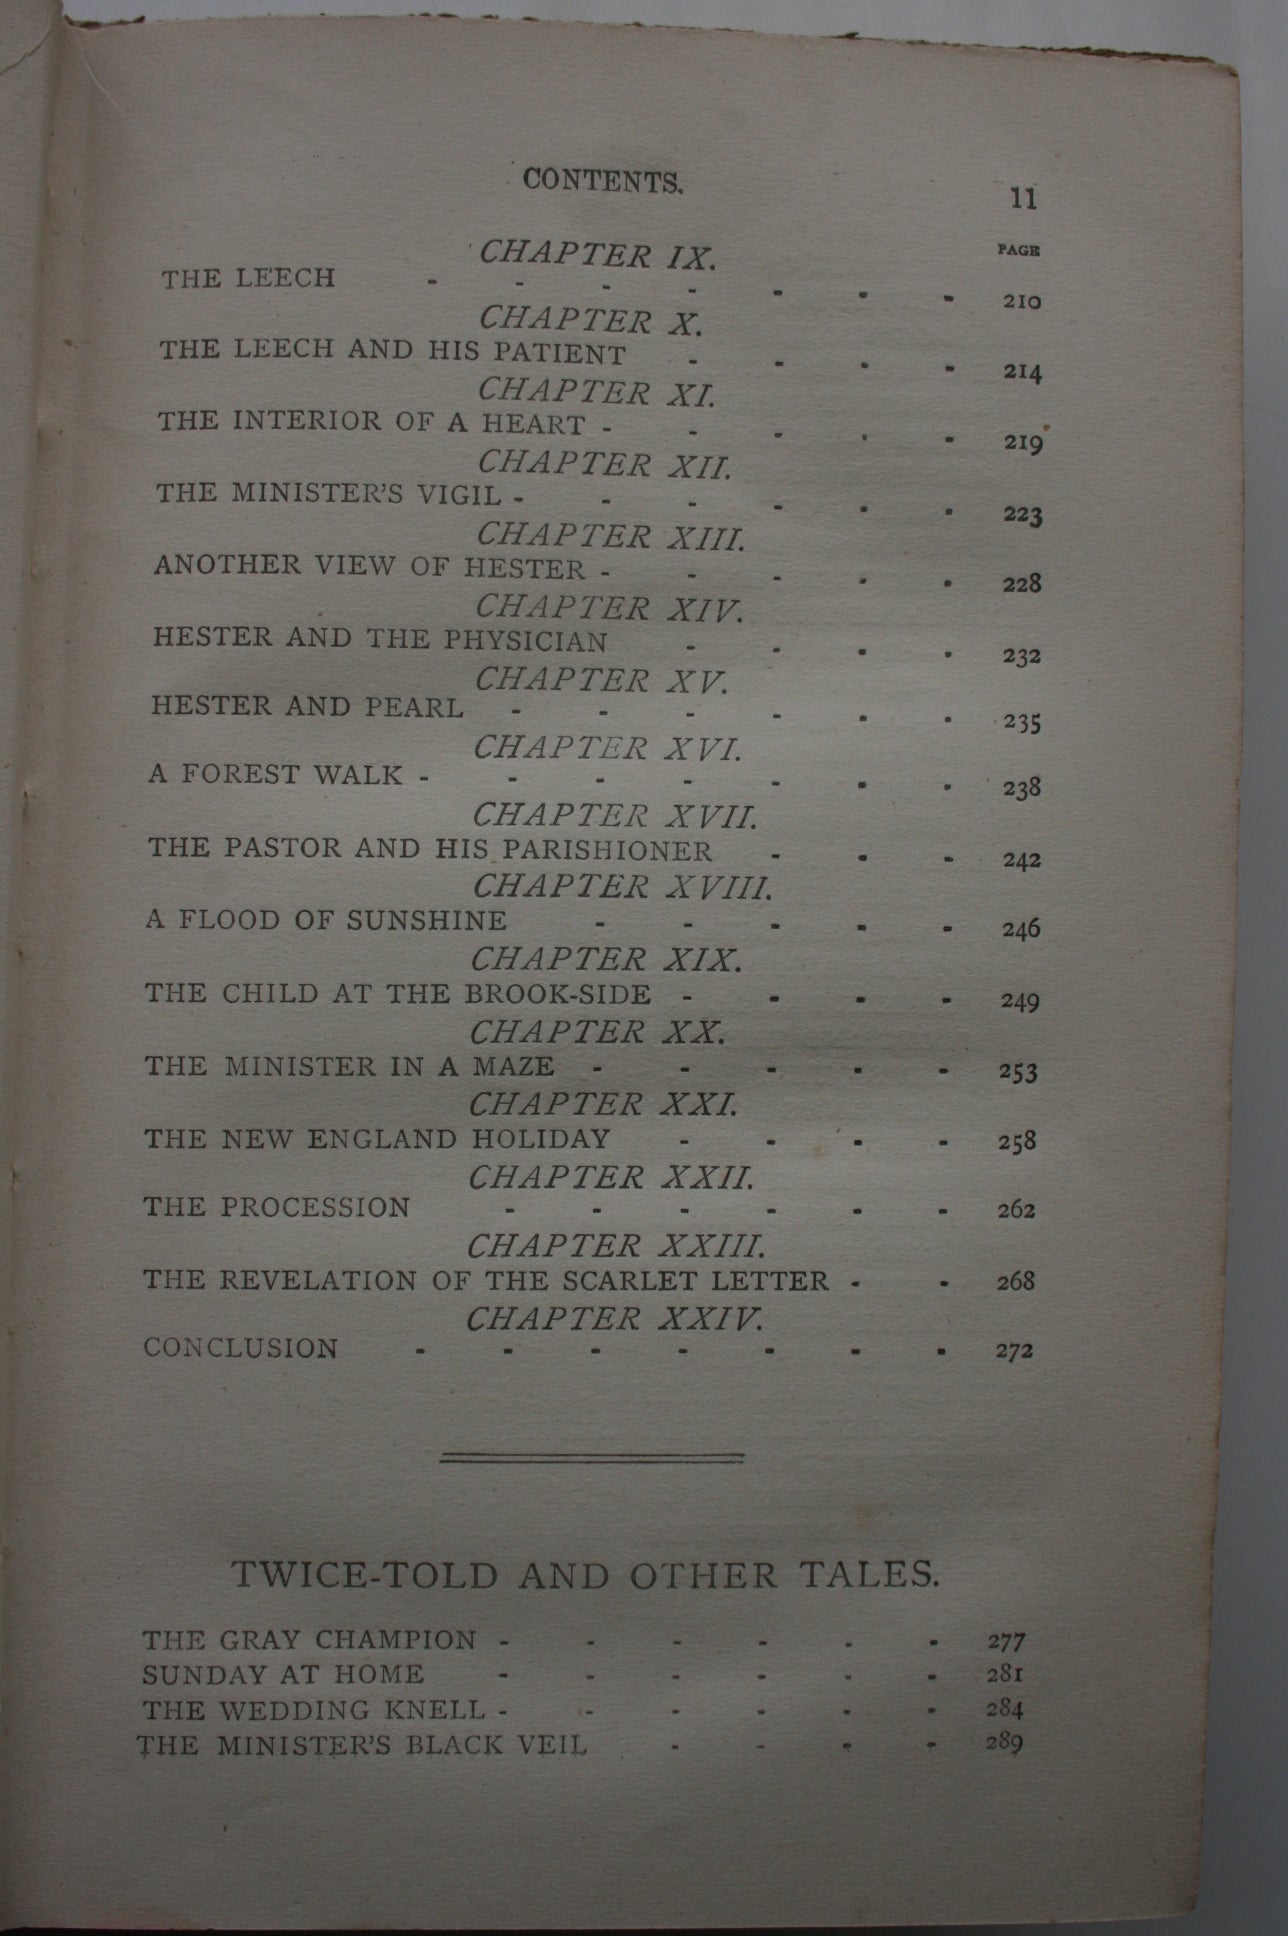 CONTENTS. 11
PAGE
CHAPTER IX.
THE LEECH - - - - - - - 210
CHAPTER X.
THE LEECH AND HIS PATIENT - - - - 214
CHAPTER XI.
THE INTERIOR OF A HEART - - - - - 219
CHAPTER XII.
THE MINISTER'S VIGIL - - - - - - 223
CHAPTER XIII.
ANOTHER VIEW OF HESTER - - - - - 228
CHAPTER XIV.
HESTER AND THE PHYSICIAN - - - - 232
CHAPTER XV.
HESTER AND PEARL - - - - - - 235
CHAPTER XVI.
A FOREST WALK - - - - - - - 238
CHAPTER XVII.
THE PASTOR AND HIS PARISHIONER - - - 242
CHAPTER XVIII.
A FLOOD OF SUNSHINE - - - - - 246
CHAPTER XIX.
THE CHILD AT THE BROOK-SIDE - - - - 249
CHAPTER XX.
THE MINISTER IN A MAZE - - - - - 253
CHAPTER XXI.
THE NEW ENGLAND HOLIDAY - - - - 258
CHAPTER XXII.
THE PROCESSION - - - - - - 262
CHAPTER XXIII.
THE REVELATION OF THE SCARLET LETTER - - 268
CHAPTER XXIV.
CONCLUSION - - - - - - - 272
TWICE-TOLD AND OTHER TALES.
THE GRAY CHAMPION - - - - - - 277
SUNDAY AT HOME - - - - - - 281
THE WEDDING KNELL - - - - - - 284
THE MINISTER'S BLACK VEIL - - - - 289